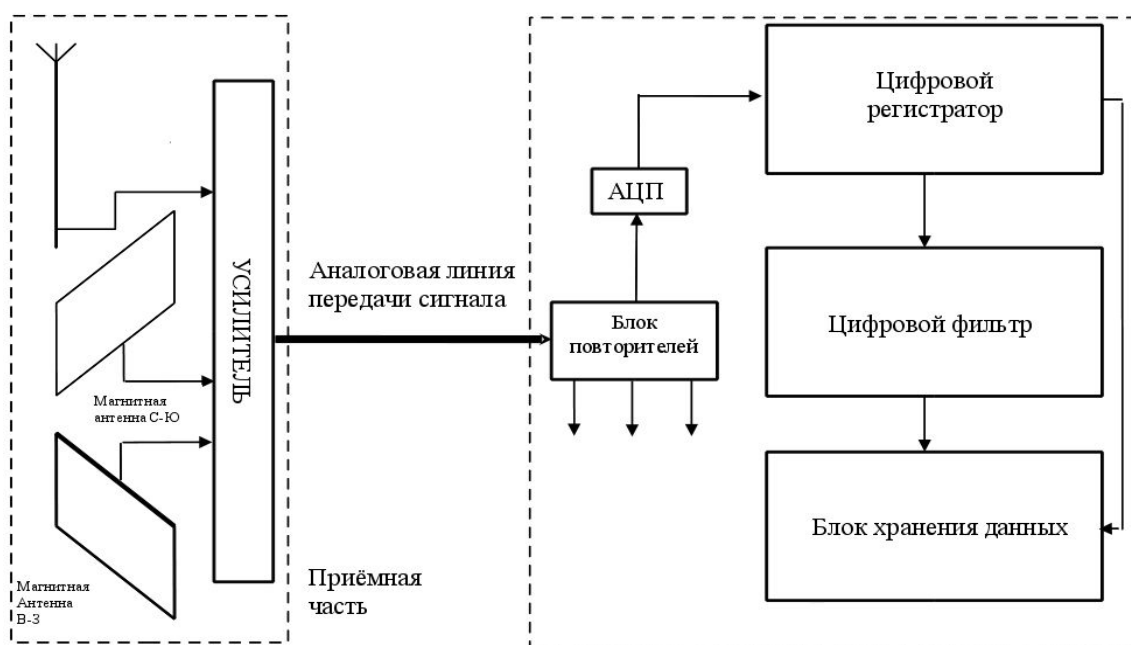 Цифровой
регистратор
АЦП
УСИЛИТЕЛЬ
Аналоговая линия
передачи сигнала
Блок
повторителей
Цифровой фильтр
Магнитная
антенна С-Ю
Блок хранения данных
Магнитная
Антенна
В-З
Приёмная
часть